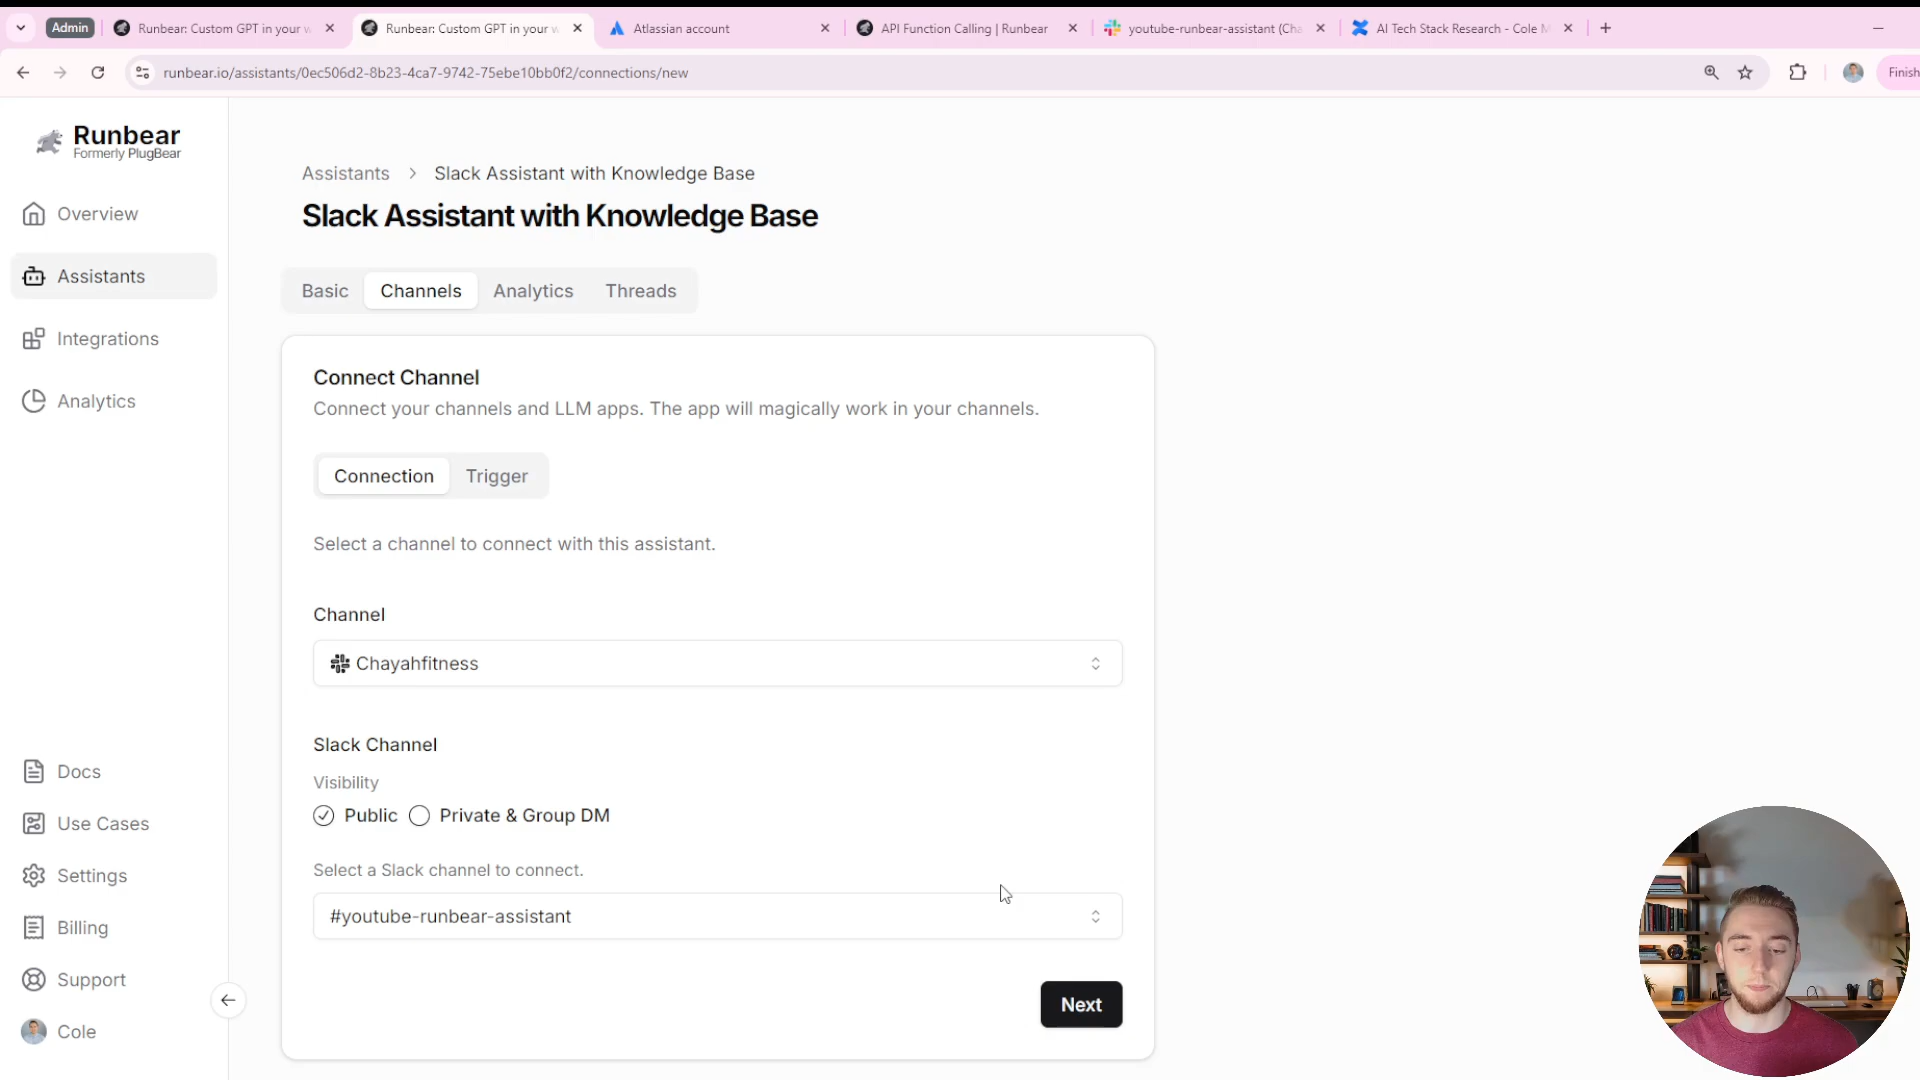 Admin
Runbear: Custom GPT in your w
Runbear: Custom GPT in your w
Atlassian account
API Function Calling | Runbear
youtube-runbear-assistant (Cha
AI Tech Stack Research - Cole M
runbear.io/assistants/0ec506d2-8b23-4ca7-9742-75ebe10bb0f2/connections/new
Finish
Runbear
Formerly PlugBear
Overview
Assistants
Integrations
Analytics
Docs
Use Cases
Settings
Billing
Support
Cole
Assistants > Slack Assistant with Knowledge Base
Slack Assistant with Knowledge Base
Basic
Channels
Analytics
Threads
Connect Channel
Connect your channels and LLM apps. The app will magically work in your channels.
Connection
Trigger
Select a channel to connect with this assistant.
Channel
Chayahfitness
Slack Channel
Visibility
Public
Private & Group DM
Select a Slack channel to connect.
#youtube-runbear-assistant
Next